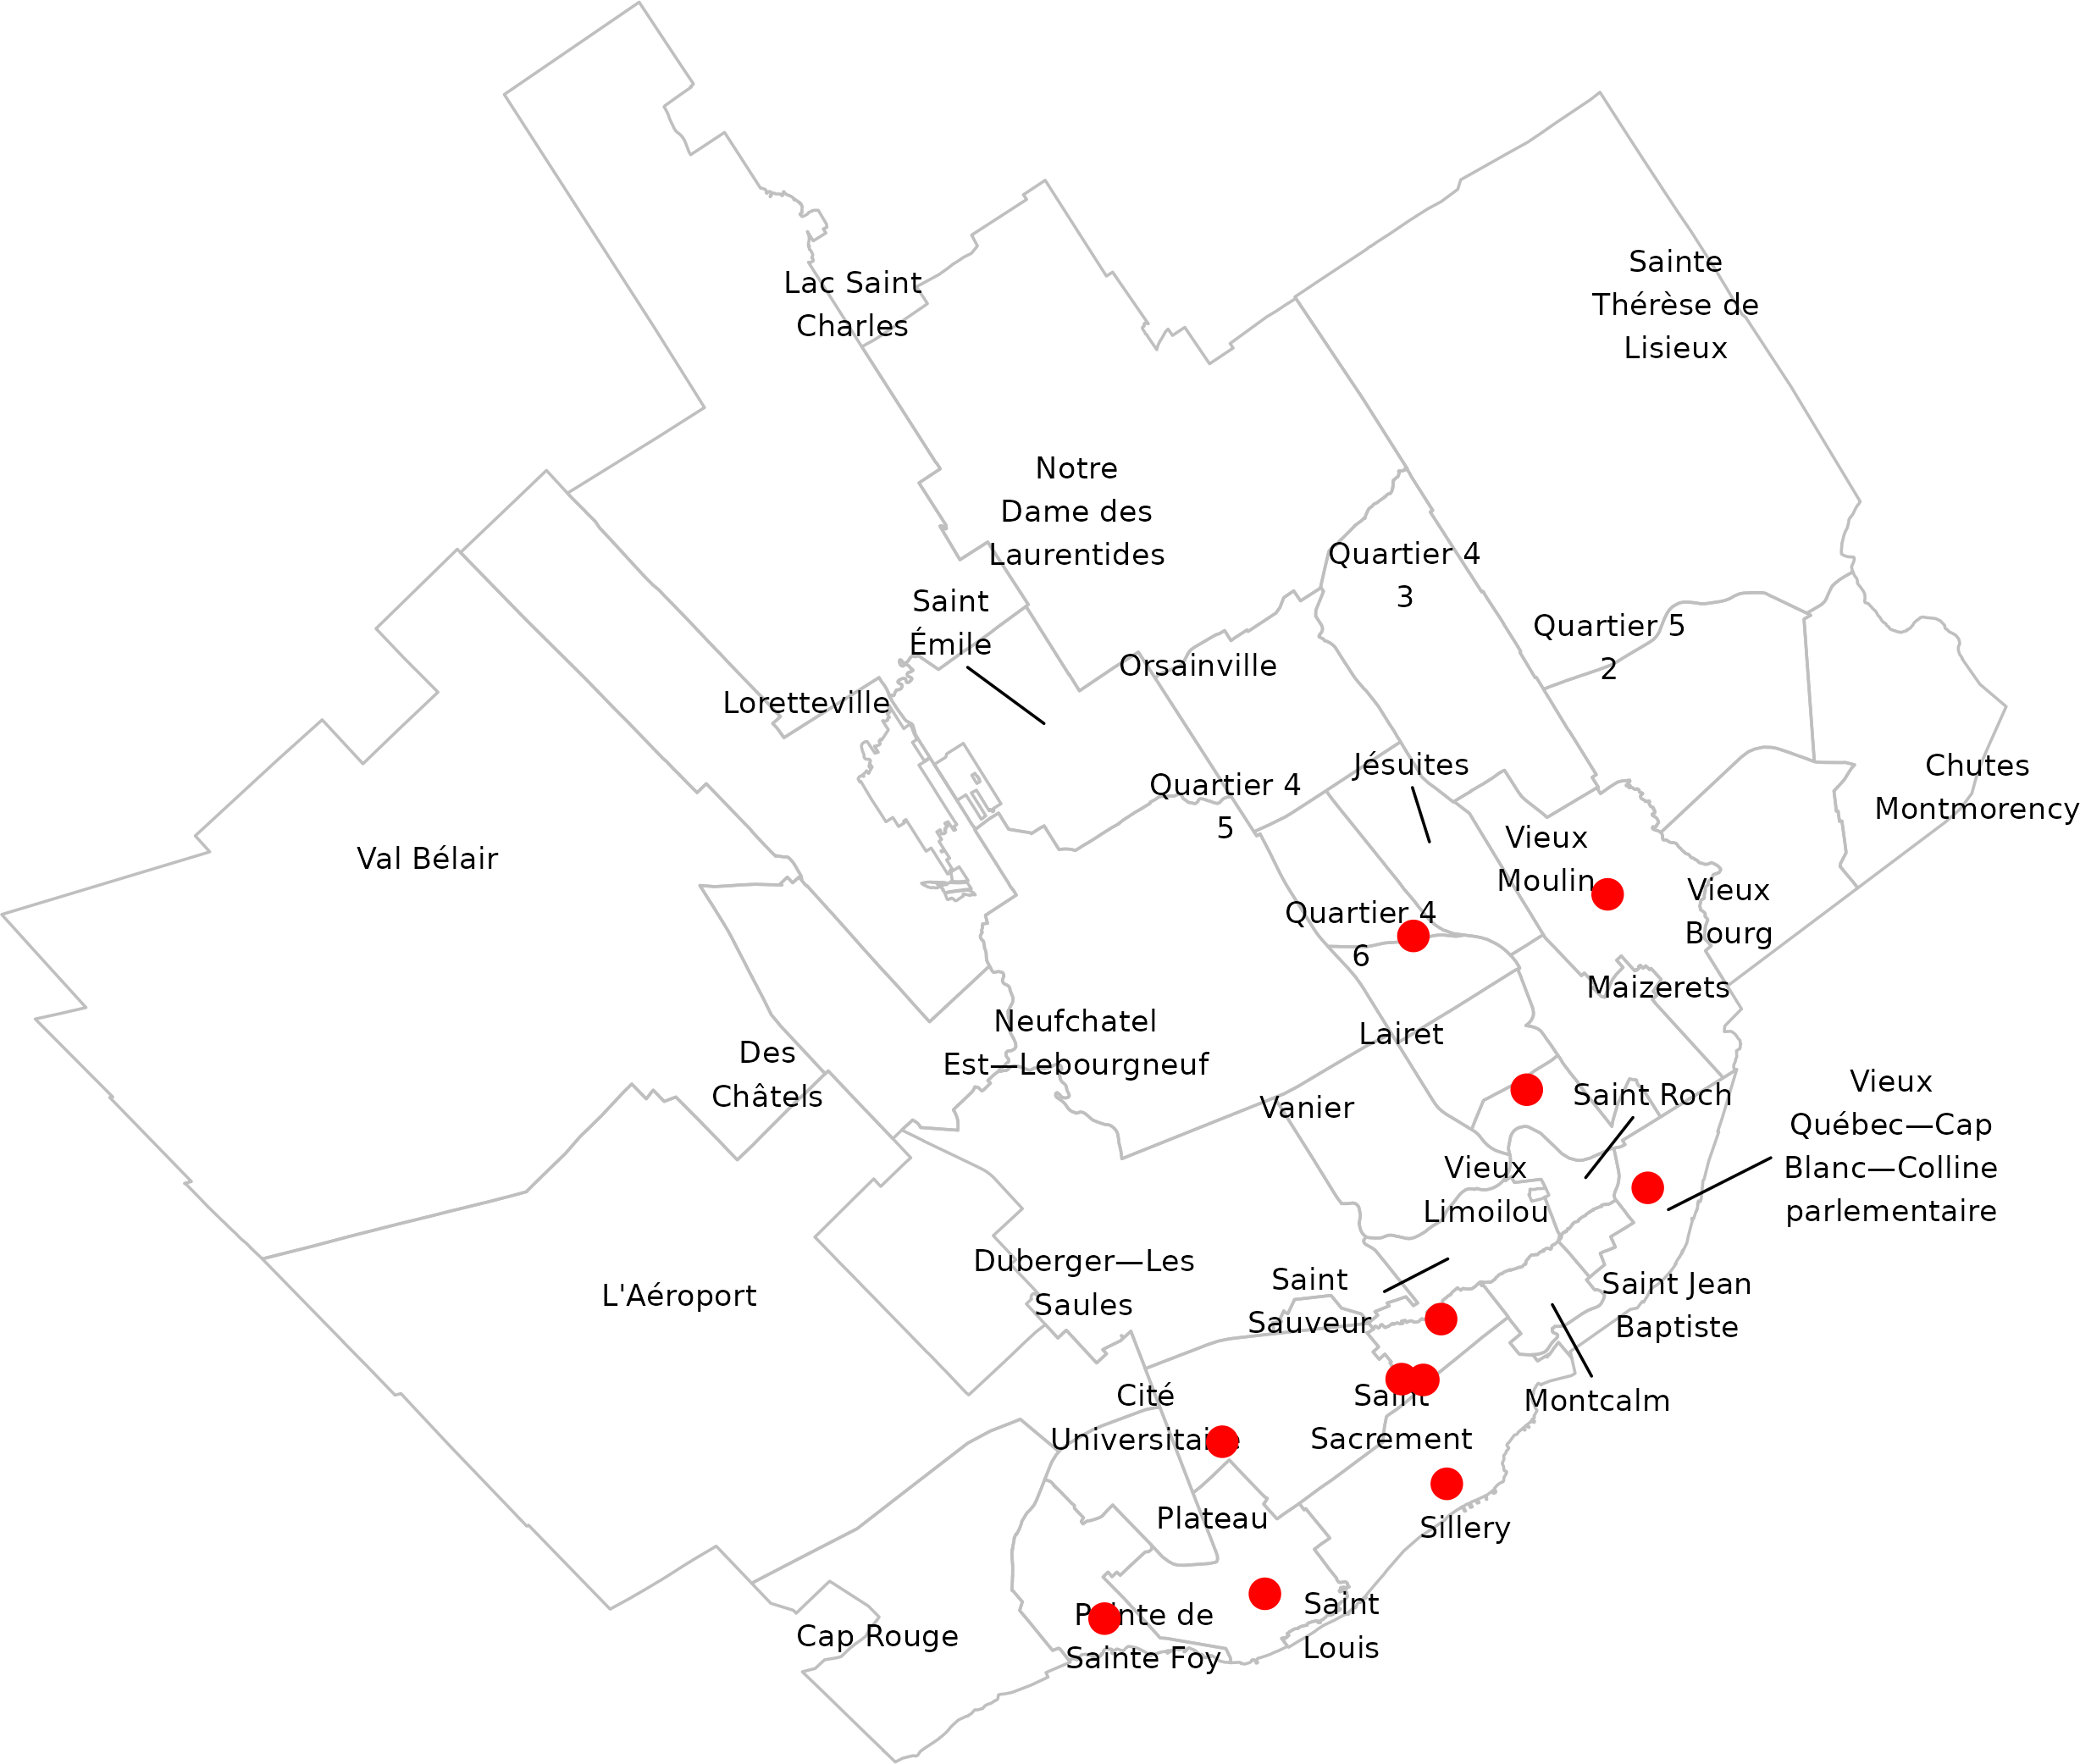 Sainte
Thérèse de
Lisieux
Lac Saint
Charles
Notre
Dame des
Laurentides
Quartier 4
3
Saint
Émile
Quartier 5
2
Orsainville
Loretteville
Jésuites
Quartier 4
5
Chutes
Montmorency
Val Bélair
Vieux
Moulin
Vieux
Bourg
Quartier 4
6
Maizerets
Neufchatel
Est—Lebourgneuf
Lairet
Des
Châtels
Vanier
Saint Roch
Vieux
Québec—Cap
Blanc—Colline
parlementaire
Vieux
Limoilou
Duberger—Les
Saules
L'Aéroport
Saint
Sauveur
Saint Jean
Baptiste
Cité
Universitaire
Saint
Sacrement
Montcalm
Plateau
Sillery
Saint
Louis
Pointe de
Sainte Foy
Cap Rouge